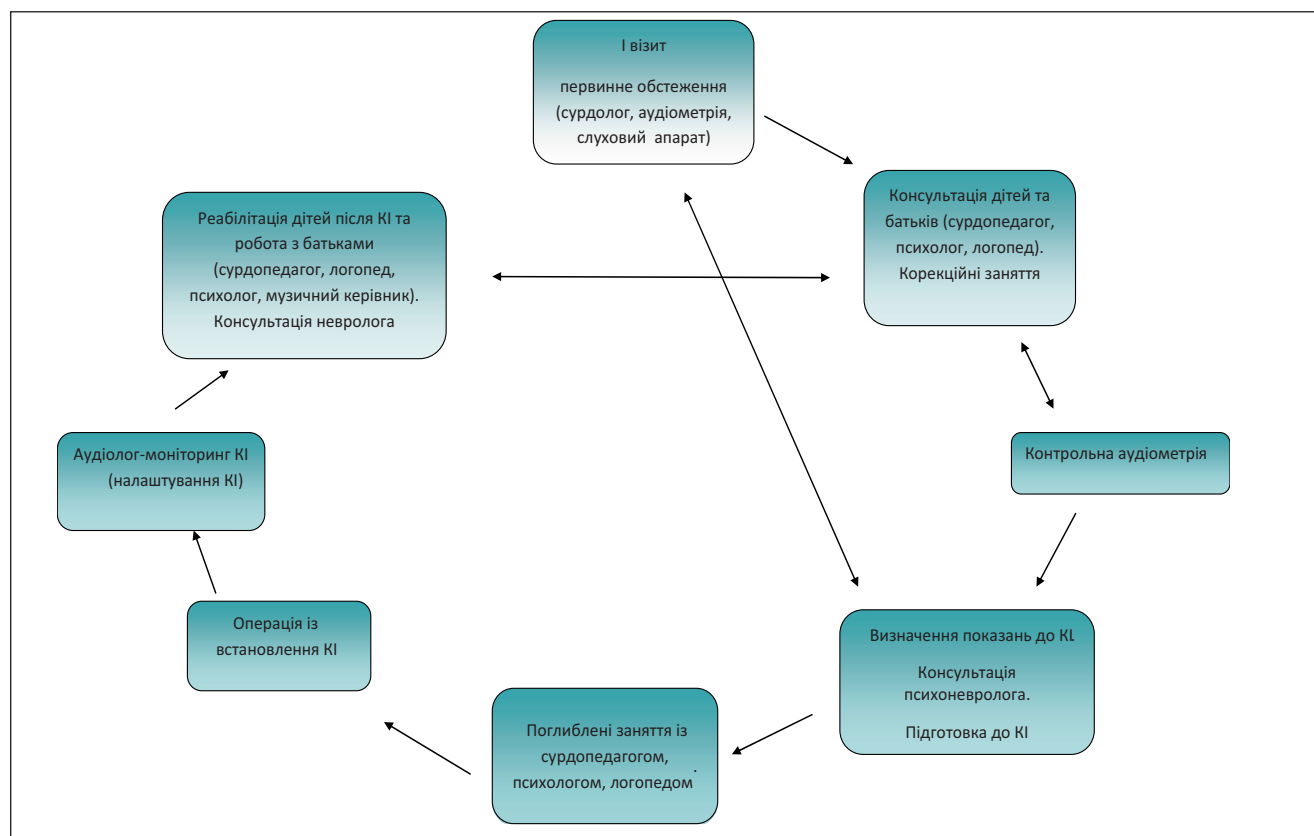 І візит
первинне обстеження
(сурдолог, аудіометрія,
слуховий апарат)
Консультація дітей та
батьків (сурдопедагог,
психолог, логопед).
Корекційні заняття
Реабілітація дітей після КІ та
робота з батьками
(сурдопедагог, логопед,
психолог, музичний керівник).
Консультація невролога
Аудіолог-моніторинг КІ
(налаштування КІ)
Контрольна аудіометрія
Операція із
встановлення КІ
Визначення показань до КІ.
Консультація
психоневролога.
Підготовка до КІ
Поглиблені заняття із
сурдопедагогом,
психологом, логопедом.